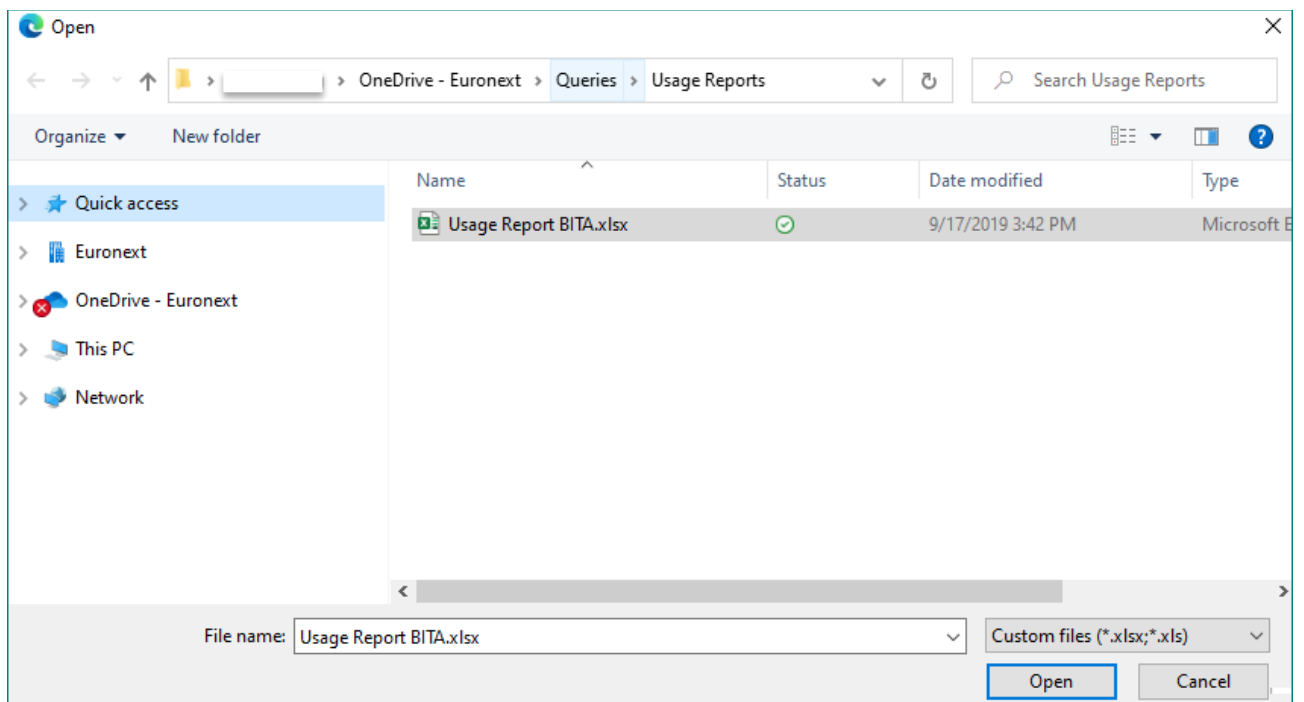 Open
OneDrive - Euronext > Queries > Usage Reports
Search Usage Reports
Organize
New folder
Name
Status
Date modified
Type
Quick access
Euronext
OneDrive - Euronext
This PC
Network
Usage Report BITA.xlsx
9/17/2019 3:42 PM
Microsoft E
File name:
Usage Report BITA.xlsx
Custom files (*.xlsx;*.xls)
Open
Cancel